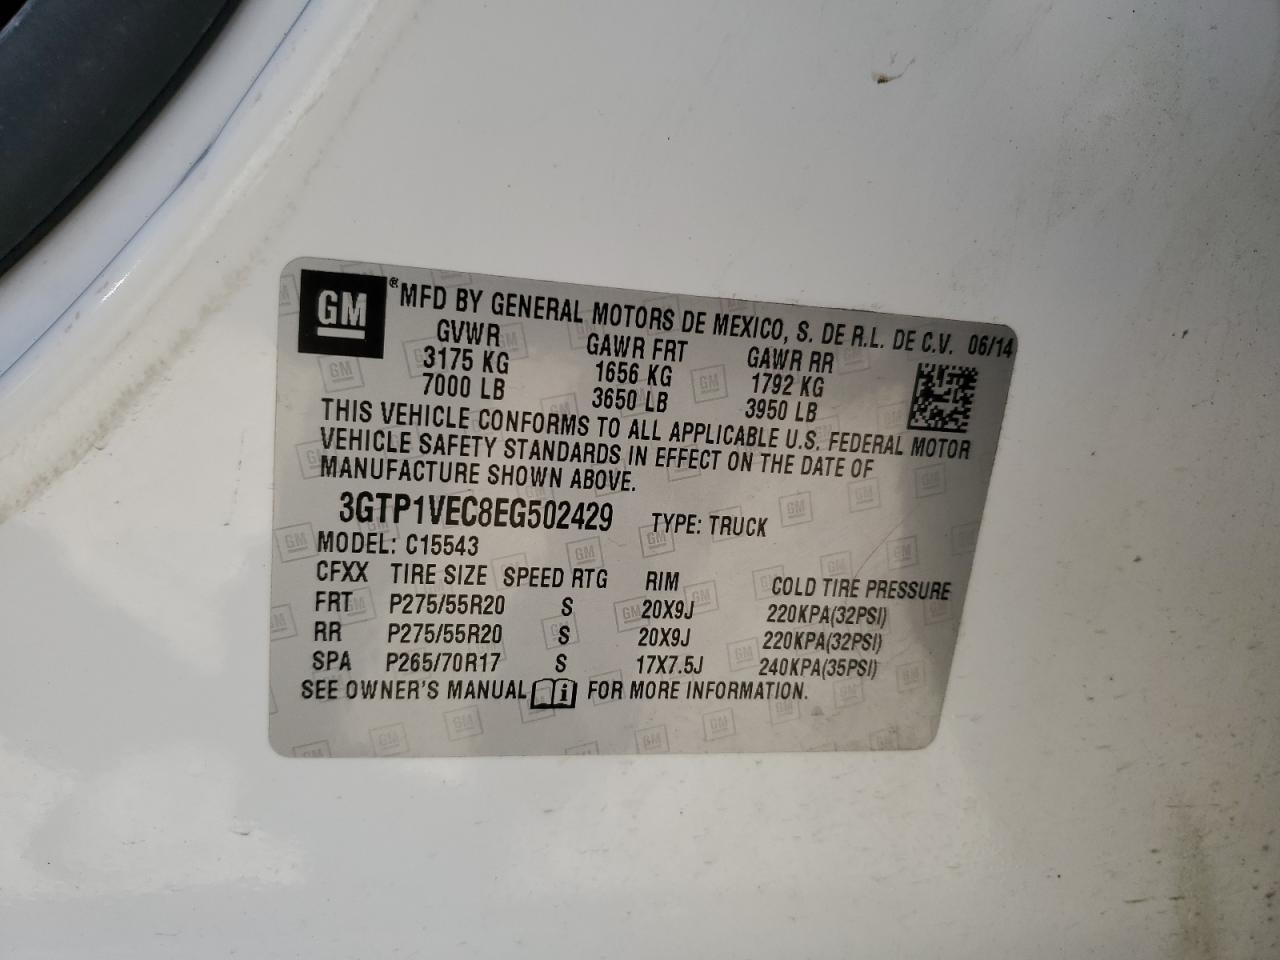 GM ® MFD BY GENERAL MOTORS DE MEXICO, S. DE R.L. DE C.V. 06/14
GVWR GAWR FRT GAWR RR
3175 KG 1656 KG 1792 KG
7000 LB 3650 LB 3950 LB
THIS VEHICLE CONFORMS TO ALL APPLICABLE U.S. FEDERAL MOTOR
VEHICLE SAFETY STANDARDS IN EFFECT ON THE DATE OF
MANUFACTURE SHOWN ABOVE.
3GTP1VEC8EG502429 TYPE: TRUCK
MODEL: C15543
CFXX TIRE SIZE SPEED RTG RIM COLD TIRE PRESSURE
FRT P275/55R20 S 20X9J 220KPA(32PSI)
RR P275/55R20 S 20X9J 220KPA(32PSI)
SPA P265/70R17 S 17X7.5J 240KPA(35PSI)
SEE OWNER'S MANUAL i FOR MORE INFORMATION.